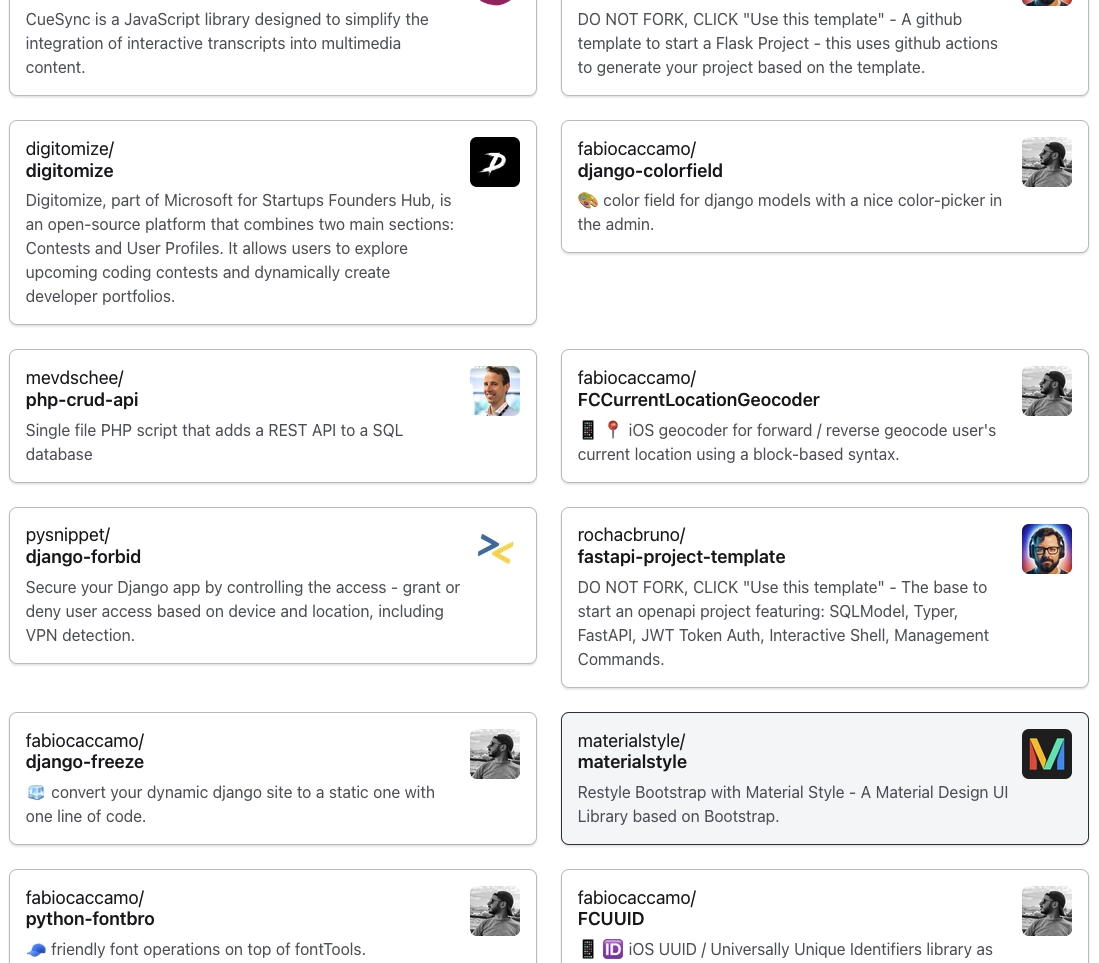 CueSync is a JavaScript library designed to simplify the
integration of interactive transcripts into multimedia
content.
DO NOT FORK, CLICK "Use this template" - A github
template to start a Flask Project - this uses github actions
to generate your project based on the template.
digitomize/
digitomize
Digitomize, part of Microsoft for Startups Founders Hub, is
an open-source platform that combines two main sections:
Contests and User Profiles. It allows users to explore
upcoming coding contests and dynamically create
developer portfolios.
fabiocaccamo/
django-colorfield
🎨 color field for django models with a nice color-picker in
the admin.
mevdschee/
php-crud-api
Single file PHP script that adds a REST API to a SQL
database
fabiocaccamo/
FCCurrentLocationGeocoder
📱 📍 iOS geocoder for forward / reverse geocode user's
current location using a block-based syntax.
pysnippet/
django-forbid
Secure your Django app by controlling the access - grant or
deny user access based on device and location, including
VPN detection.
rochacbruno/
fastapi-project-template
DO NOT FORK, CLICK "Use this template" - The base to
start an openapi project featuring: SQLModel, Typer,
FastAPI, JWT Token Auth, Interactive Shell, Management
Commands.
fabiocaccamo/
django-freeze
🧊 convert your dynamic django site to a static one with
one line of code.
materialstyle/
materialstyle
Restyle Bootstrap with Material Style - A Material Design UI
Library based on Bootstrap.
fabiocaccamo/
python-fontbro
🧢 friendly font operations on top of fontTools.
fabiocaccamo/
FCUUID
📱 🆔 iOS UUID / Universally Unique Identifiers library as